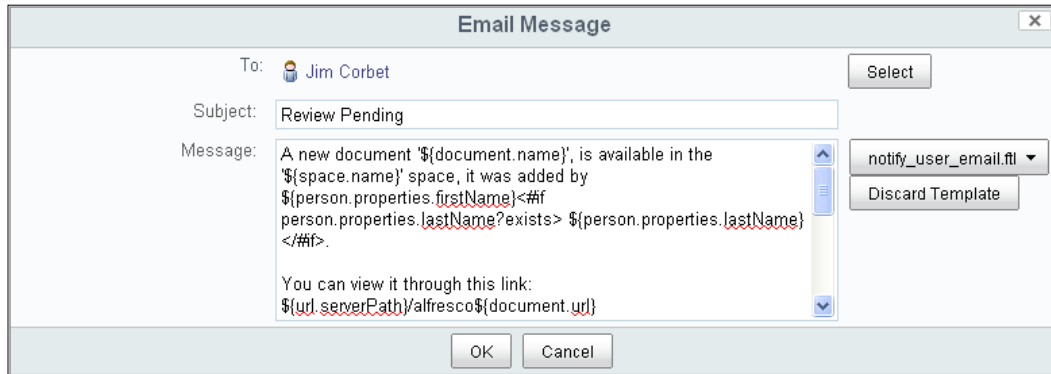 Email Message
To: Jim Corbet
Select
Subject: Review Pending
Message: A new document '${document.name}', is available in the
'${space.name}' space, it was added by
${person.properties.firstName}<#if
person.properties.lastName?exists> ${person.properties.lastName}
</#if>.
You can view it through this link:
${url.serverPath}/alfresco${document.url}
notify_user_email.ftl
Discard Template
OK
Cancel